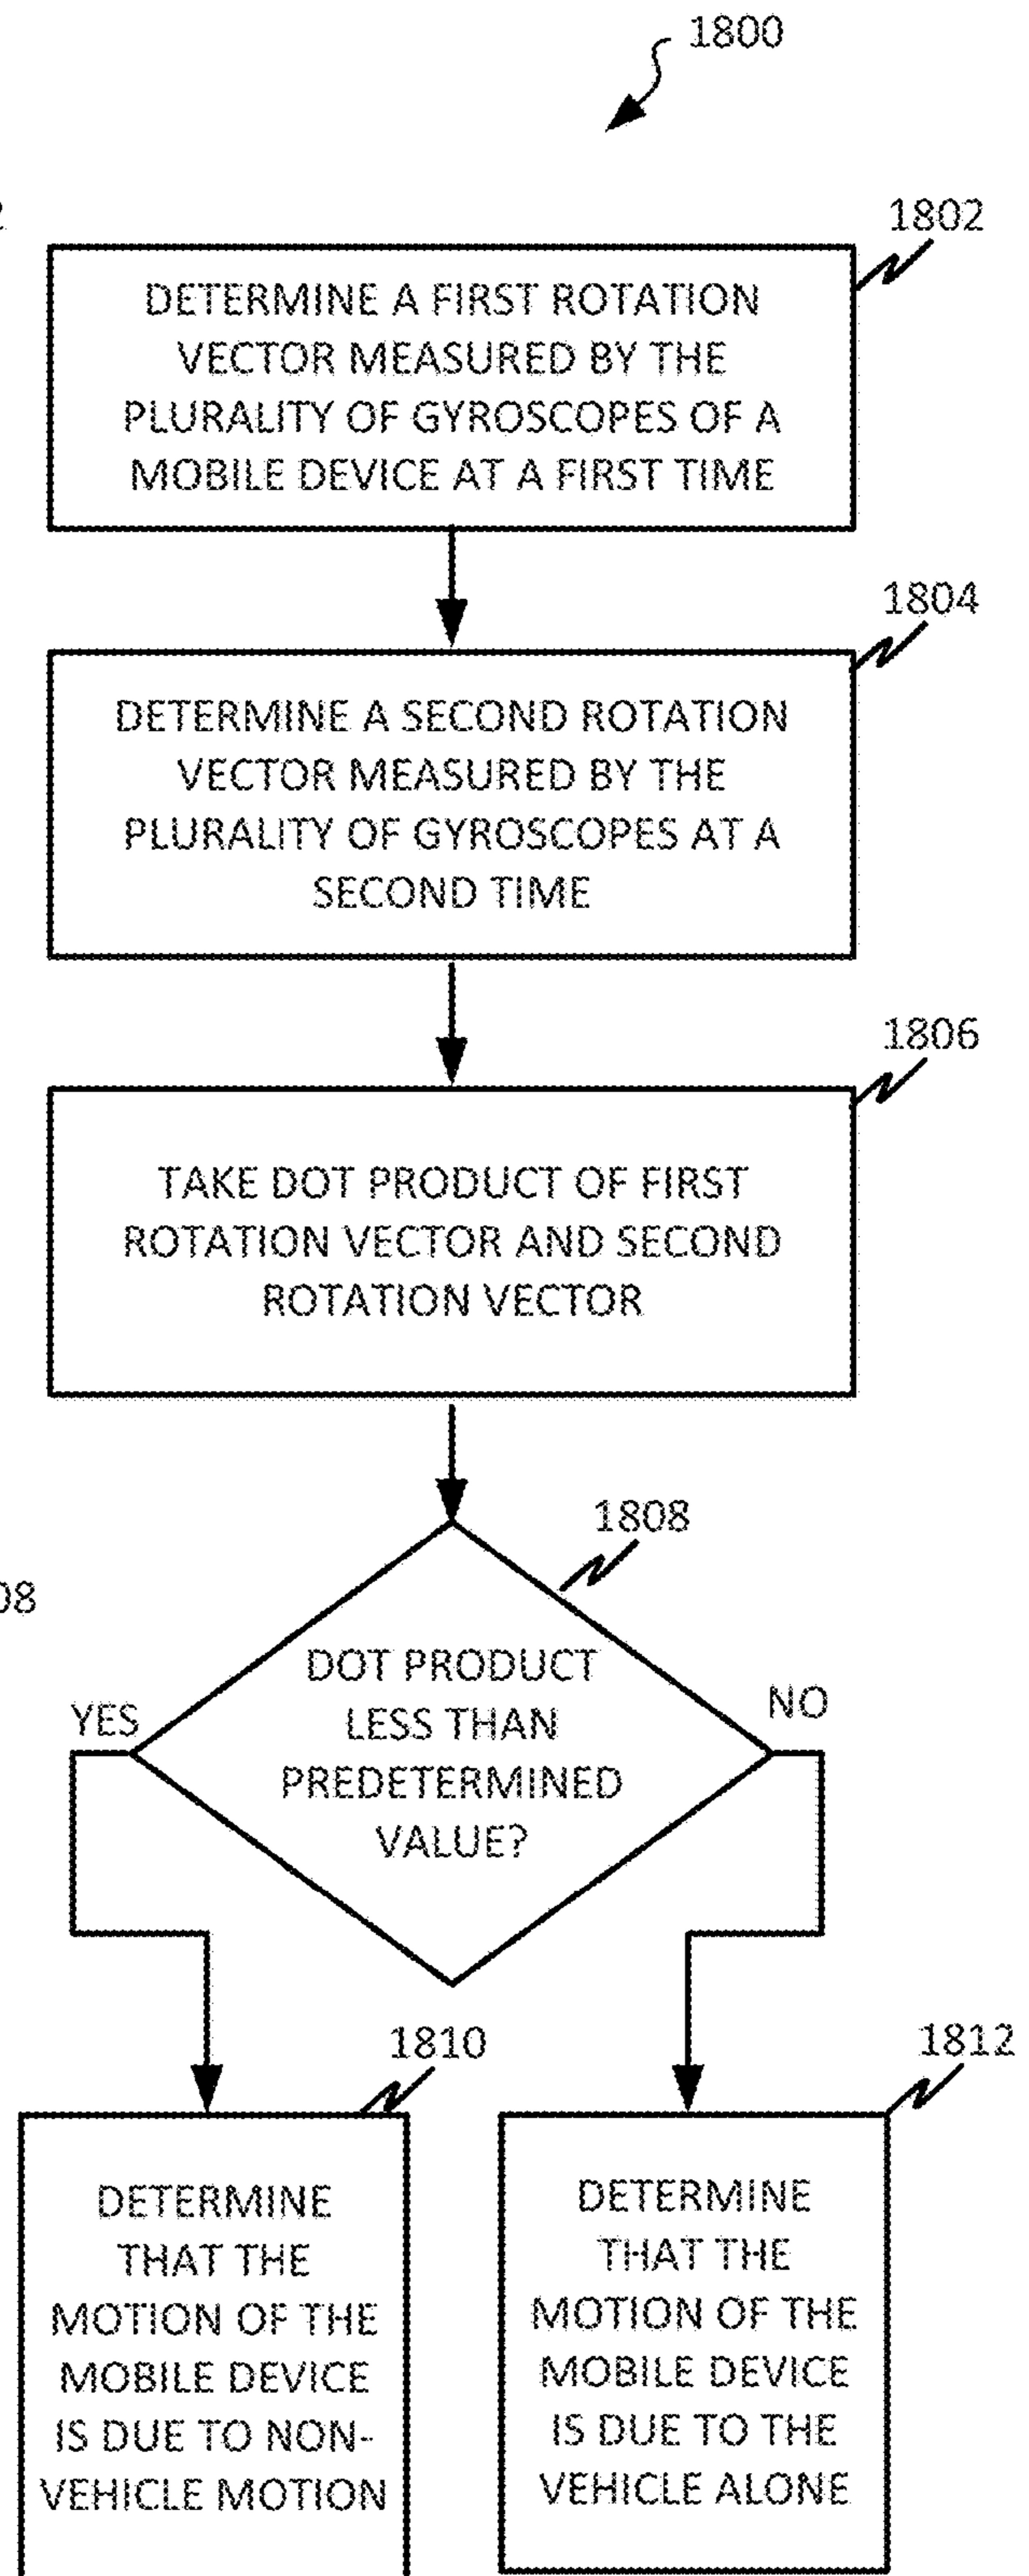 1800
2
1802
DETERMINE A FIRST ROTATION
VECTOR MEASURED BY THE
PLURALITY OF GYROSCOPES OF A
MOBILE DEVICE AT A FIRST TIME
1804
DETERMINE A SECOND ROTATION
VECTOR MEASURED BY THE
PLURALITY OF GYROSCOPES AT A
SECOND TIME
1806
TAKE DOT PRODUCT OF FIRST
ROTATION VECTOR AND SECOND
ROTATION VECTOR
1808
08
DOT PRODUCT
LESS THAN
PREDETERMINED
VALUE?
YES
NO
1810
DETERMINE
THAT THE
MOTION OF THE
MOBILE DEVICE
IS DUE TO NON-
VEHICLE MOTION
1812
DETERMINE
THAT THE
MOTION OF THE
MOBILE DEVICE
IS DUE TO THE
VEHICLE ALONE